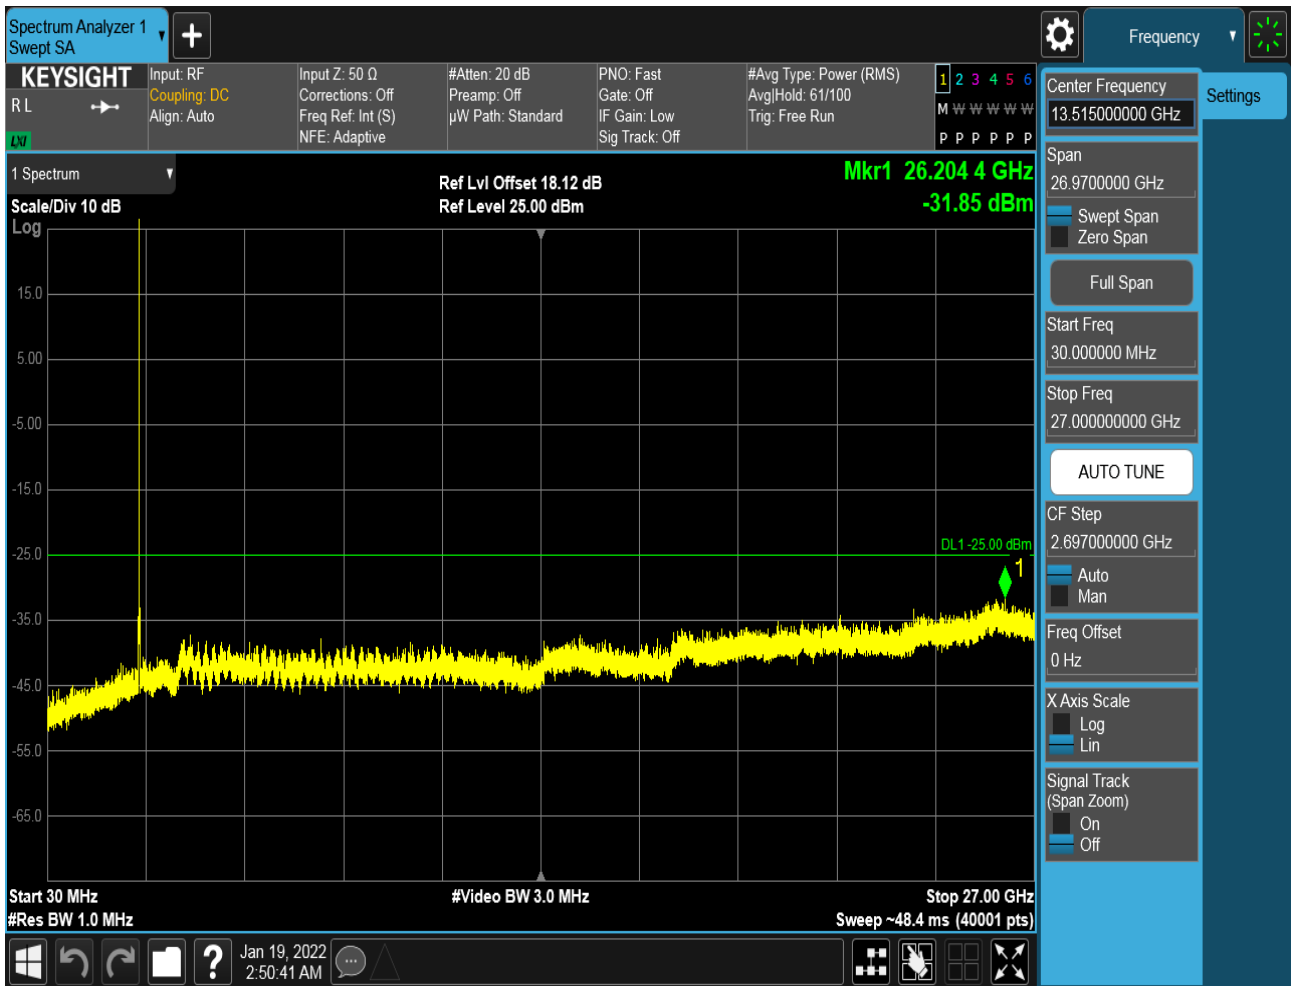 Spectrum Analyzer 1
Swept SA
Frequency
KEYSIGHT
R L
LXI
Input: RF
Coupling: DC
Align: Auto
Input Z: 50 Ω
Corrections: Off
Freq Ref: Int (S)
NFE: Adaptive
#Atten: 20 dB
Preamp: Off
µW Path: Standard
PNO: Fast
Gate: Off
IF Gain: Low
Sig Track: Off
#Avg Type: Power (RMS)
Avg|Hold: 61/100
Trig: Free Run
1 2 3 4 5 6
M W W W W W
P P P P P P
1 Spectrum
Scale/Div 10 dB
Log
Ref Lvl Offset 18.12 dB
Ref Level 25.00 dBm
Mkr1 26.204 4 GHz
-31.85 dBm
15.0
5.00
-5.00
-15.0
-25.0
-35.0
-45.0
-55.0
-65.0
DL1 -25.00 dBm
1
Start 30 MHz
#Res BW 1.0 MHz
#Video BW 3.0 MHz
Stop 27.00 GHz
Sweep ~48.4 ms (40001 pts)
Center Frequency
13.515000000 GHz
Settings
Span
26.9700000 GHz
Swept Span
Zero Span
Full Span
Start Freq
30.000000 MHz
Stop Freq
27.000000000 GHz
AUTO TUNE
CF Step
2.697000000 GHz
Auto
Man
Freq Offset
0 Hz
X Axis Scale
Log
Lin
Signal Track
(Span Zoom)
On
Off
?
Jan 19, 2022
2:50:41 AM